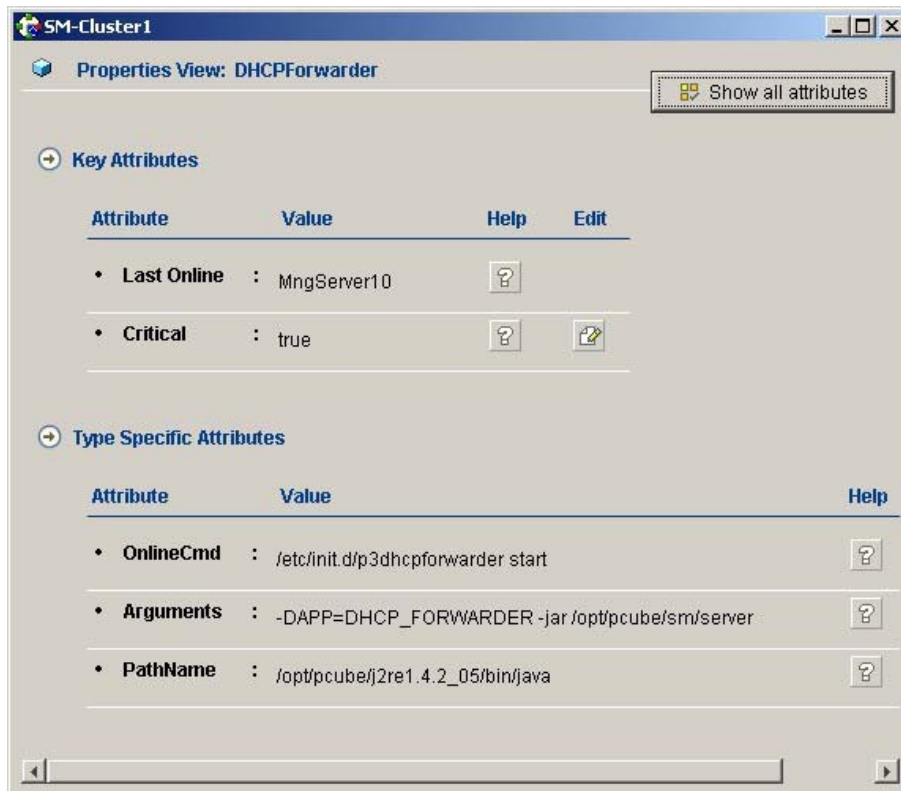 SM-Cluster1
Properties View: DHCPForwarder
Show all attributes
Key Attributes
Attribute Value Help Edit
• Last Online : MngServer10 ?
• Critical : true ?
Type Specific Attributes
Attribute Value Help
• OnlineCmd : /etc/init.d/p3dhcpforwarder start ?
• Arguments : -DAPP=DHCP_FORWARDER -jar /opt/pcube/sm/server ?
• PathName : /opt/pcube/j2re1.4.2_05/bin/java ?